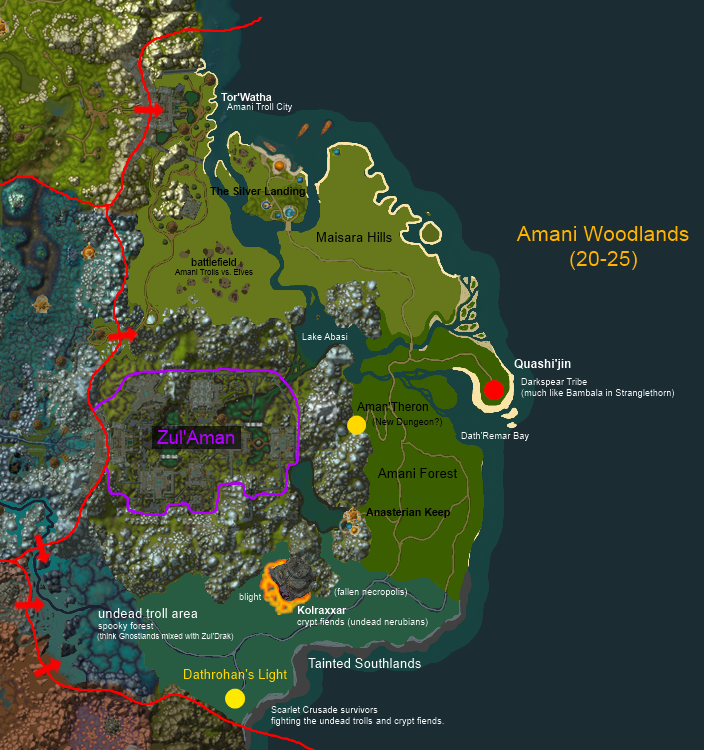 Tor'Watha
Amani Troll City
The Silver Landing
Maisara Hills
Amani Woodlands
(20-25)
battlefield
Amani Trolls vs. Elves
Lake Abasi
Quashi'jin
Darkspear Tribe
(much like Bambala in Stranglethorn)
Aman'Theron
(New Dungeon?)
Zul'Aman
Dath'Remar Bay
Amani Forest
Anasterian Keep
blight
(fallen necropolis)
Kolraxxar
crypt fiends (undead nerubians)
undead troll area
spooky forest
(think Ghostlands mixed with Zul'Drak)
Tainted Southlands
Dathrohan's Light
Scarlet Crusade survivors
fighting the undead trolls and crypt fiends.